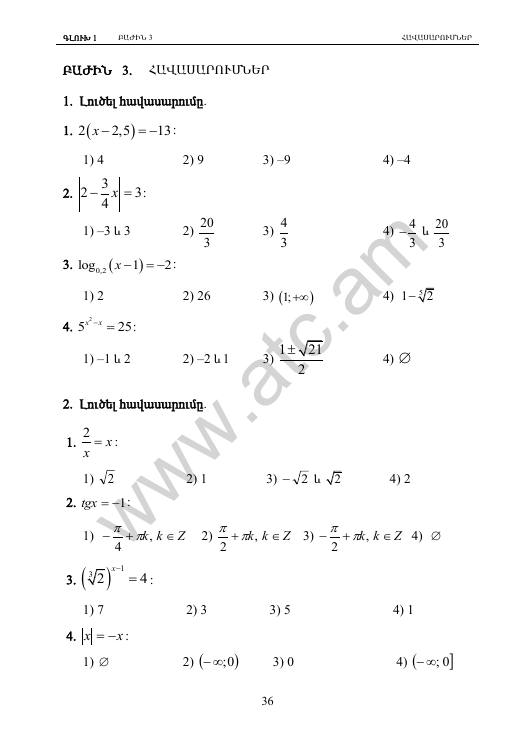 ԳԼՈՒԽ 1 ԲԱԺԻՆ 3 ՀԱՎԱՍԱՐՈՒՄՆԵՐ
ԲԱԺԻՆ 3. ՀԱՎԱՍԱՐՈՒՄՆԵՐ
1. Լուծել հավասարումը.
1. 2(x − 2,5) = −13:
1) 4 2) 9 3) –9 4) –4
2. |2 − 3/4 x| = 3:
1) –3 և 3 2) 20/3 3) 4/3 4) −4/3 և 20/3
3. log₀,₂(x − 1) = −2:
1) 2 2) 26 3) (1; +∞) 4) 1 − ⁵√2
4. 5^(x² − x) = 25:
1) –1 և 2 2) –2 և 1 3) (1 ± √21)/2 4) ∅
2. Լուծել հավասարումը.
1. 2/x = x:
1) √2 2) 1 3) − √2 և √2 4) 2
2. tgx = −1:
1) −π/4 + πk, k ∈ Z 2) π/2 + πk, k ∈ Z 3) −π/2 + πk, k ∈ Z 4) ∅
3. (³√2)^(x−1) = 4:
1) 7 2) 3 3) 5 4) 1
4. |x| = −x:
1) ∅ 2) (−∞; 0) 3) 0 4) (−∞; 0]
36
www.atc.am